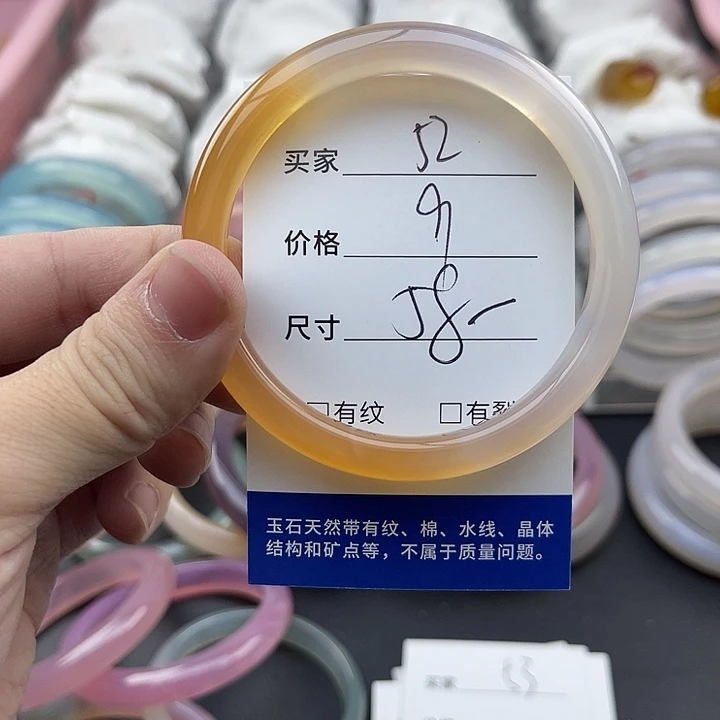 买家 52
价格 9
尺寸 58-
□有纹 □有裂
玉石天然带有纹、棉、水线、晶体
结构和矿点等，不属于质量问题。